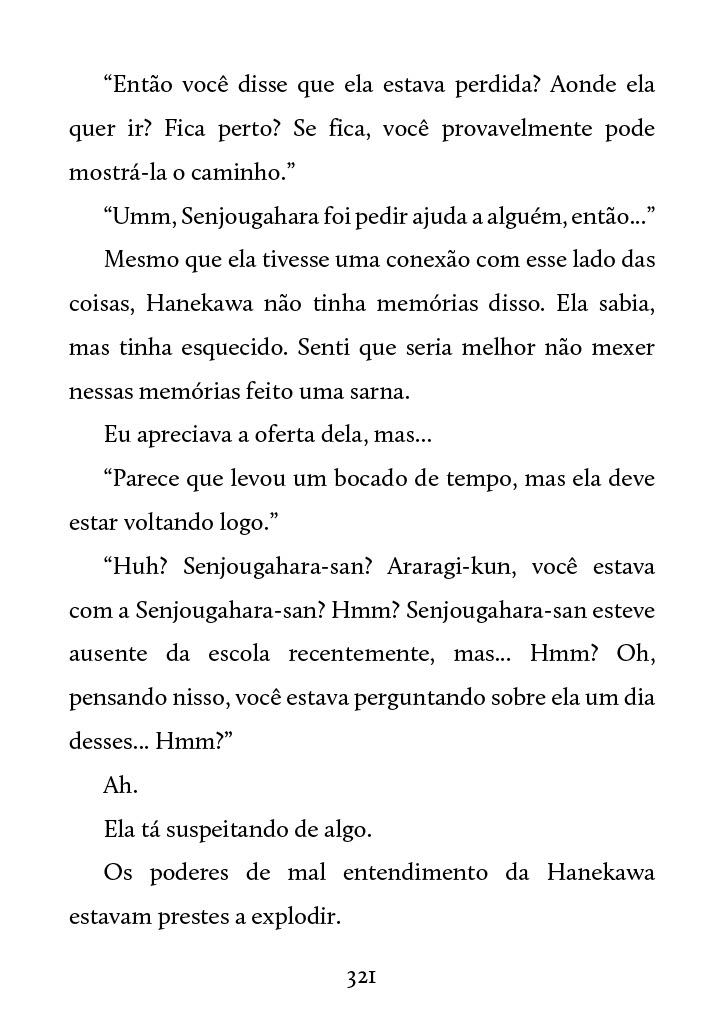 “Então você disse que ela estava perdida? Aonde ela
quer ir? Fica perto? Se fica, você provavelmente pode
mostrá-la o caminho.”
“Umm, Senjougahara foi pedir ajuda a alguém, então...”
Mesmo que ela tivesse uma conexão com esse lado das
coisas, Hanekawa não tinha memórias disso. Ela sabia,
mas tinha esquecido. Senti que seria melhor não mexer
nessas memórias feito uma sarna.
Eu apreciava a oferta dela, mas...
“Parece que levou um bocado de tempo, mas ela deve
estar voltando logo.”
“Huh? Senjougahara-san? Araragi-kun, você estava
com a Senjougahara-san? Hmm? Senjougahara-san esteve
ausente da escola recentemente, mas... Hmm? Oh,
pensando nisso, você estava perguntando sobre ela um dia
desses... Hmm?”
Ah.
Ela tá suspeitando de algo.
Os poderes de mal entendimento da Hanekawa
estavam prestes a explodir.
321